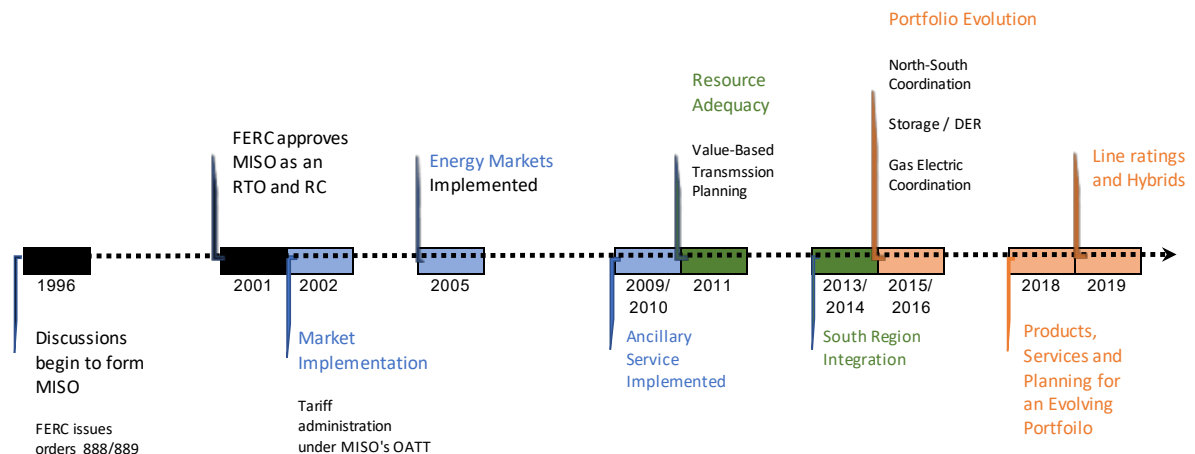 Portfolio Evolution
North-South
Coordination
Storage / DER
Gas Electric
Coordination
Resource
Adequacy
Value-Based
Transmssion
Planning
FERC approves
MISO as an
RTO and RC
Energy Markets
Implemented
Line ratings
and Hybrids
1996
2001
2002
2005
2009/
2010
2011
2013/
2014
2015/
2016
2018
2019
Discussions
begin to form
MISO
FERC issues
orders 888/889
Market
Implementation
Tariff
administration
under MISO's OATT
Ancillary
Service
Implemented
South Region
Integration
Products,
Services and
Planning for
an Evolving
Portfoilo